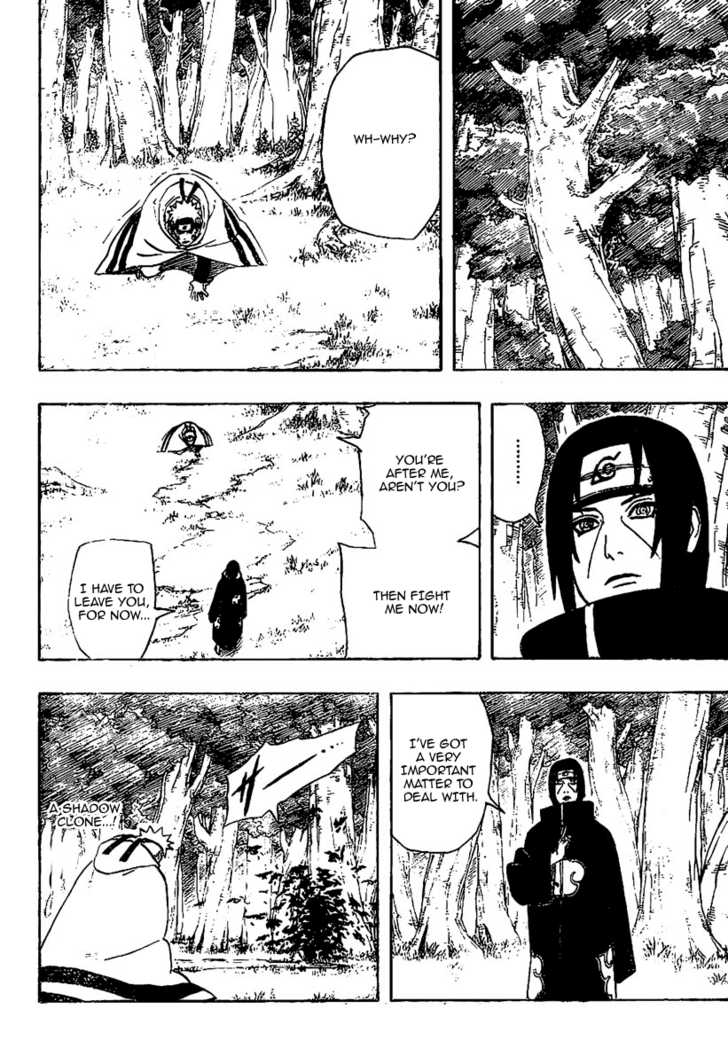 WH-WHY?
.........
YOU'RE
AFTER ME,
AREN'T YOU?
THEN FIGHT
ME NOW!
I HAVE TO
LEAVE YOU,
FOR NOW...
I'VE GOT
A VERY
IMPORTANT
MATTER TO
DEAL WITH.
A SHADOW
CLONE...!